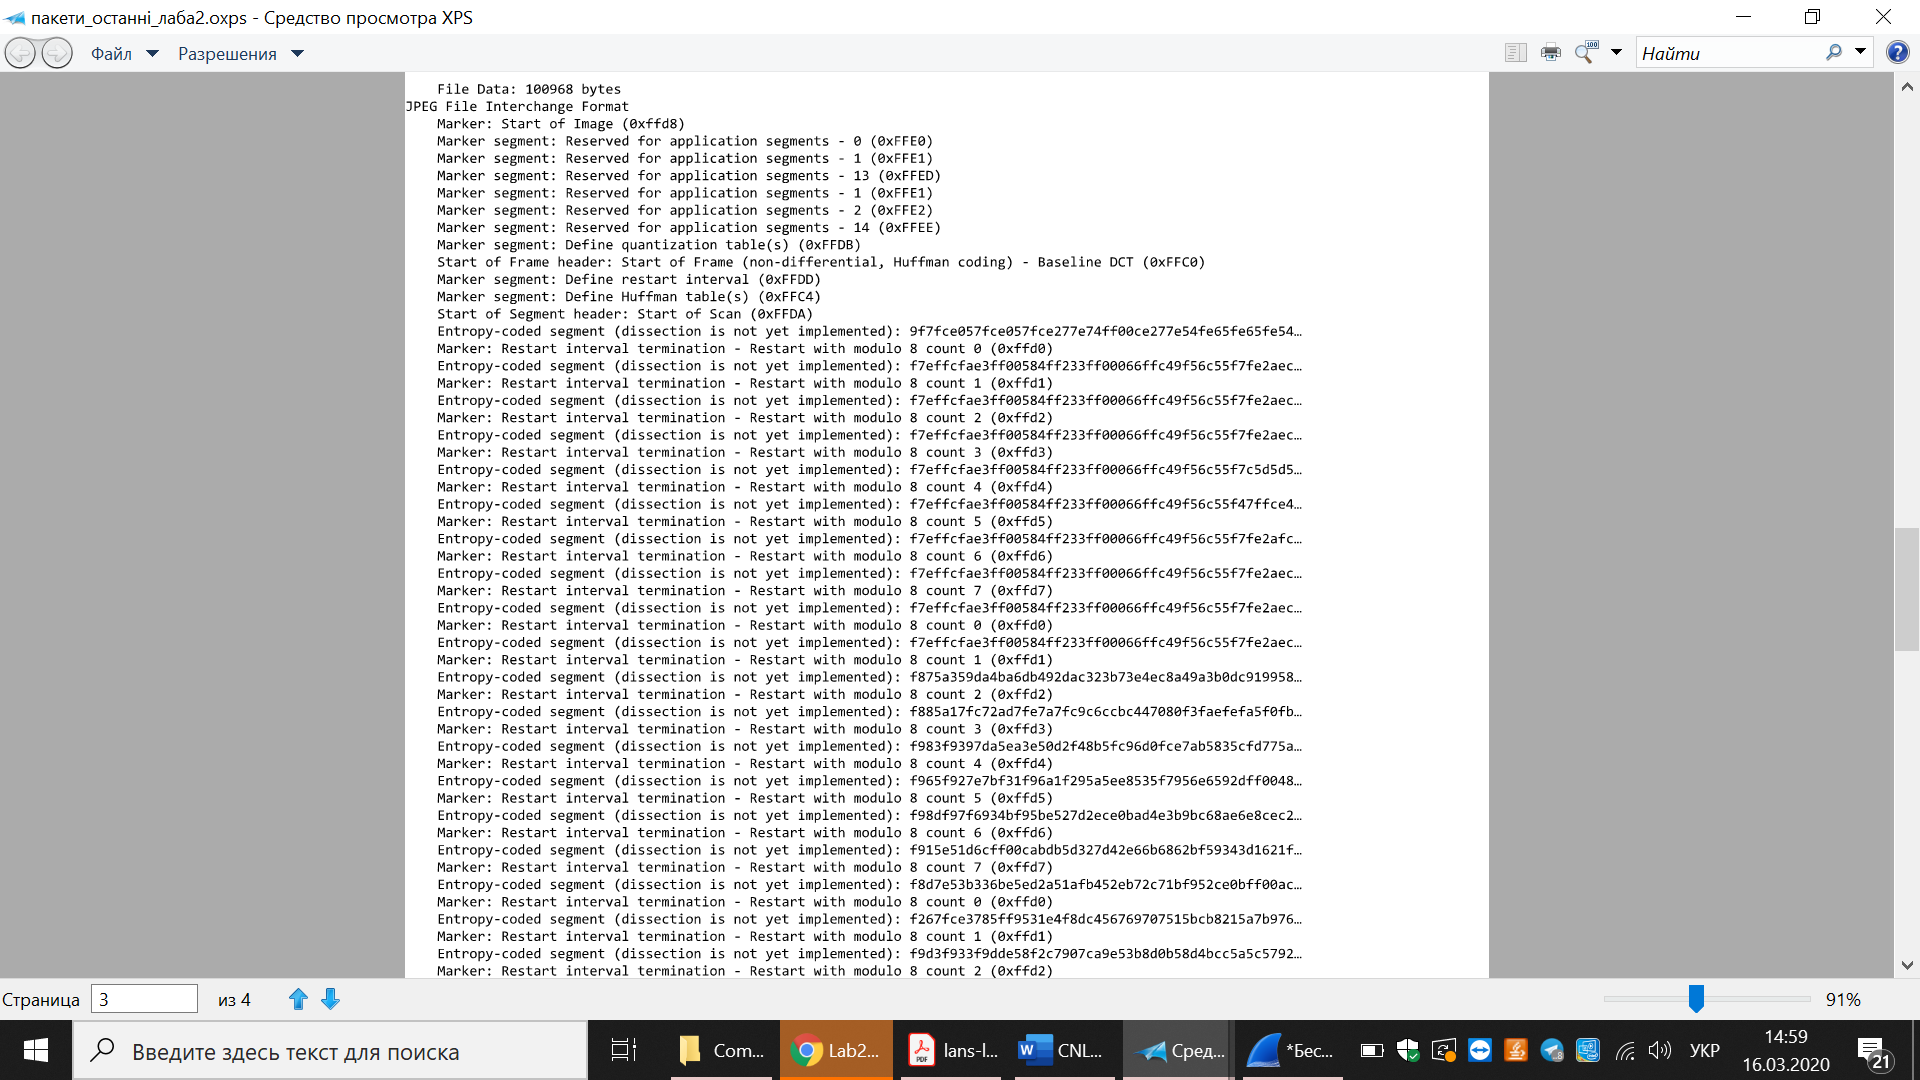 пакети_останні_лаба2.oxps - Средство просмотра XPS
Файл Разрешения 100 Найти ?
File Data: 100968 bytes
JPEG File Interchange Format
Marker: Start of Image (0xffd8)
Marker segment: Reserved for application segments - 0 (0xFFE0)
Marker segment: Reserved for application segments - 1 (0xFFE1)
Marker segment: Reserved for application segments - 13 (0xFFED)
Marker segment: Reserved for application segments - 1 (0xFFE1)
Marker segment: Reserved for application segments - 2 (0xFFE2)
Marker segment: Reserved for application segments - 14 (0xFFEE)
Marker segment: Define quantization table(s) (0xFFDB)
Start of Frame header: Start of Frame (non-differential, Huffman coding) - Baseline DCT (0xFFC0)
Marker segment: Define restart interval (0xFFDD)
Marker segment: Define Huffman table(s) (0xFFC4)
Start of Segment header: Start of Scan (0xFFDA)
Entropy-coded segment (dissection is not yet implemented): 9f7fce057fce057fce277e74ff00ce277e54fe65fe65fe54…
Marker: Restart interval termination - Restart with modulo 8 count 0 (0xffd0)
Entropy-coded segment (dissection is not yet implemented): f7effcfae3ff00584ff233ff00066ffc49f56c55f7fe2aec…
Marker: Restart interval termination - Restart with modulo 8 count 1 (0xffd1)
Entropy-coded segment (dissection is not yet implemented): f7effcfae3ff00584ff233ff00066ffc49f56c55f7fe2aec…
Marker: Restart interval termination - Restart with modulo 8 count 2 (0xffd2)
Entropy-coded segment (dissection is not yet implemented): f7effcfae3ff00584ff233ff00066ffc49f56c55f7fe2aec…
Marker: Restart interval termination - Restart with modulo 8 count 3 (0xffd3)
Entropy-coded segment (dissection is not yet implemented): f7effcfae3ff00584ff233ff00066ffc49f56c55f7c5d5d5…
Marker: Restart interval termination - Restart with modulo 8 count 4 (0xffd4)
Entropy-coded segment (dissection is not yet implemented): f7effcfae3ff00584ff233ff00066ffc49f56c55f47ffce4…
Marker: Restart interval termination - Restart with modulo 8 count 5 (0xffd5)
Entropy-coded segment (dissection is not yet implemented): f7effcfae3ff00584ff233ff00066ffc49f56c55f7fe2afc…
Marker: Restart interval termination - Restart with modulo 8 count 6 (0xffd6)
Entropy-coded segment (dissection is not yet implemented): f7effcfae3ff00584ff233ff00066ffc49f56c55f7fe2aec…
Marker: Restart interval termination - Restart with modulo 8 count 7 (0xffd7)
Entropy-coded segment (dissection is not yet implemented): f7effcfae3ff00584ff233ff00066ffc49f56c55f7fe2aec…
Marker: Restart interval termination - Restart with modulo 8 count 0 (0xffd0)
Entropy-coded segment (dissection is not yet implemented): f7effcfae3ff00584ff233ff00066ffc49f56c55f7fe2aec…
Marker: Restart interval termination - Restart with modulo 8 count 1 (0xffd1)
Entropy-coded segment (dissection is not yet implemented): f875a359da4ba6db492dac323b73e4ec8a49a3b0dc919958…
Marker: Restart interval termination - Restart with modulo 8 count 2 (0xffd2)
Entropy-coded segment (dissection is not yet implemented): f885a17fc72ad7fe7a7fc9c6ccbc447080f3faefefa5f0fb…
Marker: Restart interval termination - Restart with modulo 8 count 3 (0xffd3)
Entropy-coded segment (dissection is not yet implemented): f983f9397da5ea3e50d2f48b5fc96d0fce7ab5835cfd775a…
Marker: Restart interval termination - Restart with modulo 8 count 4 (0xffd4)
Entropy-coded segment (dissection is not yet implemented): f965f927e7bf31f96a1f295a5ee8535f7956e6592dff0048…
Marker: Restart interval termination - Restart with modulo 8 count 5 (0xffd5)
Entropy-coded segment (dissection is not yet implemented): f98df97f6934bf95be527d2ece0bad4e3b9bc68ae6e8cec2…
Marker: Restart interval termination - Restart with modulo 8 count 6 (0xffd6)
Entropy-coded segment (dissection is not yet implemented): f915e51d6cff00cabdb5d327d42e66b6862bf59343d1621f…
Marker: Restart interval termination - Restart with modulo 8 count 7 (0xffd7)
Entropy-coded segment (dissection is not yet implemented): f8d7e53b336be5ed2a51afb452eb72c71bf952ce0bff00ac…
Marker: Restart interval termination - Restart with modulo 8 count 0 (0xffd0)
Entropy-coded segment (dissection is not yet implemented): f267fce3785ff9531e4f8dc456769707515bcb8215a7b976…
Marker: Restart interval termination - Restart with modulo 8 count 1 (0xffd1)
Entropy-coded segment (dissection is not yet implemented): f9d3f933f9dde58f2c7907ca9e53b8d0b58d4bcc5a5c5792…
Marker: Restart interval termination - Restart with modulo 8 count 2 (0xffd2)
Страница 3 из 4 91%
Введите здесь текст для поиска Com... Lab2... lans-l... CNL... Сред... *Бес... УКР 14:59
16.03.2020 21